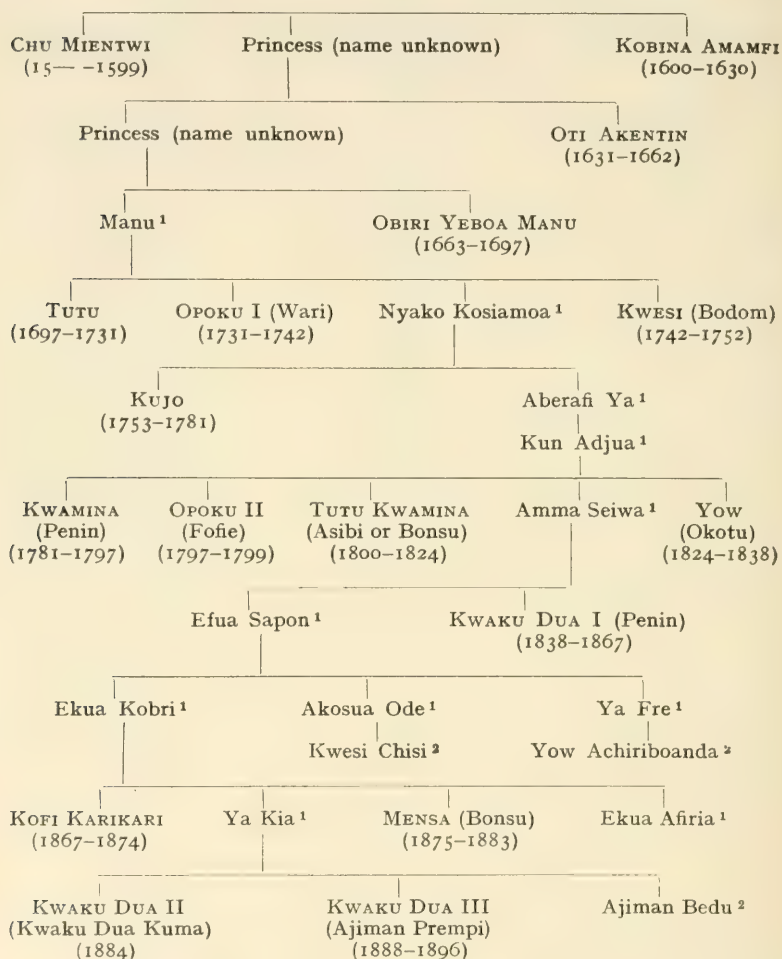 CHU MIENTWI Princess (name unknown) KOBINA AMAMFI
(15— –1599) (1600–1630)
Princess (name unknown) OTI AKENTIN
(1631–1662)
Manu ¹ OBIRI YEBOA MANU
(1663–1697)
TUTU OPOKU I (Wari) Nyako Kosiamoa ¹ KWESI (Bodom)
(1697–1731) (1731–1742) (1742–1752)
KUJO Aberafi Ya ¹
(1753–1781)
Kun Adjua ¹
KWAMINA OPOKU II TUTU KWAMINA Amma Seiwa ¹ YOW
(Penin) (Fofie) (Asibi or Bonsu) (Okotu)
(1781–1797) (1797–1799) (1800–1824) (1824–1838)
Efua Sapon ¹ KWAKU DUA I (Penin)
(1838–1867)
Ekua Kobri ¹ Akosua Ode ¹ Ya Fre ¹
Kwesi Chisi ² Yow Achiriboanda ²
KOFI KARIKARI Ya Kia ¹ MENSA (Bonsu) Ekua Afiria ¹
(1867–1874) (1875–1883)
KWAKU DUA II KWAKU DUA III Ajiman Bedu ²
(Kwaku Dua Kuma) (Ajiman Prempi)
(1884) (1888–1896)